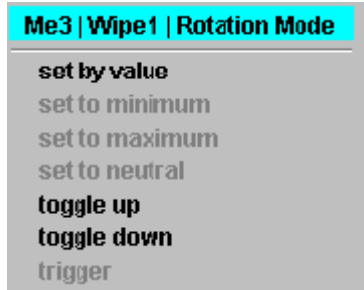 Me3 | Wipe1 | Rotation Mode
set by value
set to minimum
set to maximum
set to neutral
toggle up
toggle down
trigger